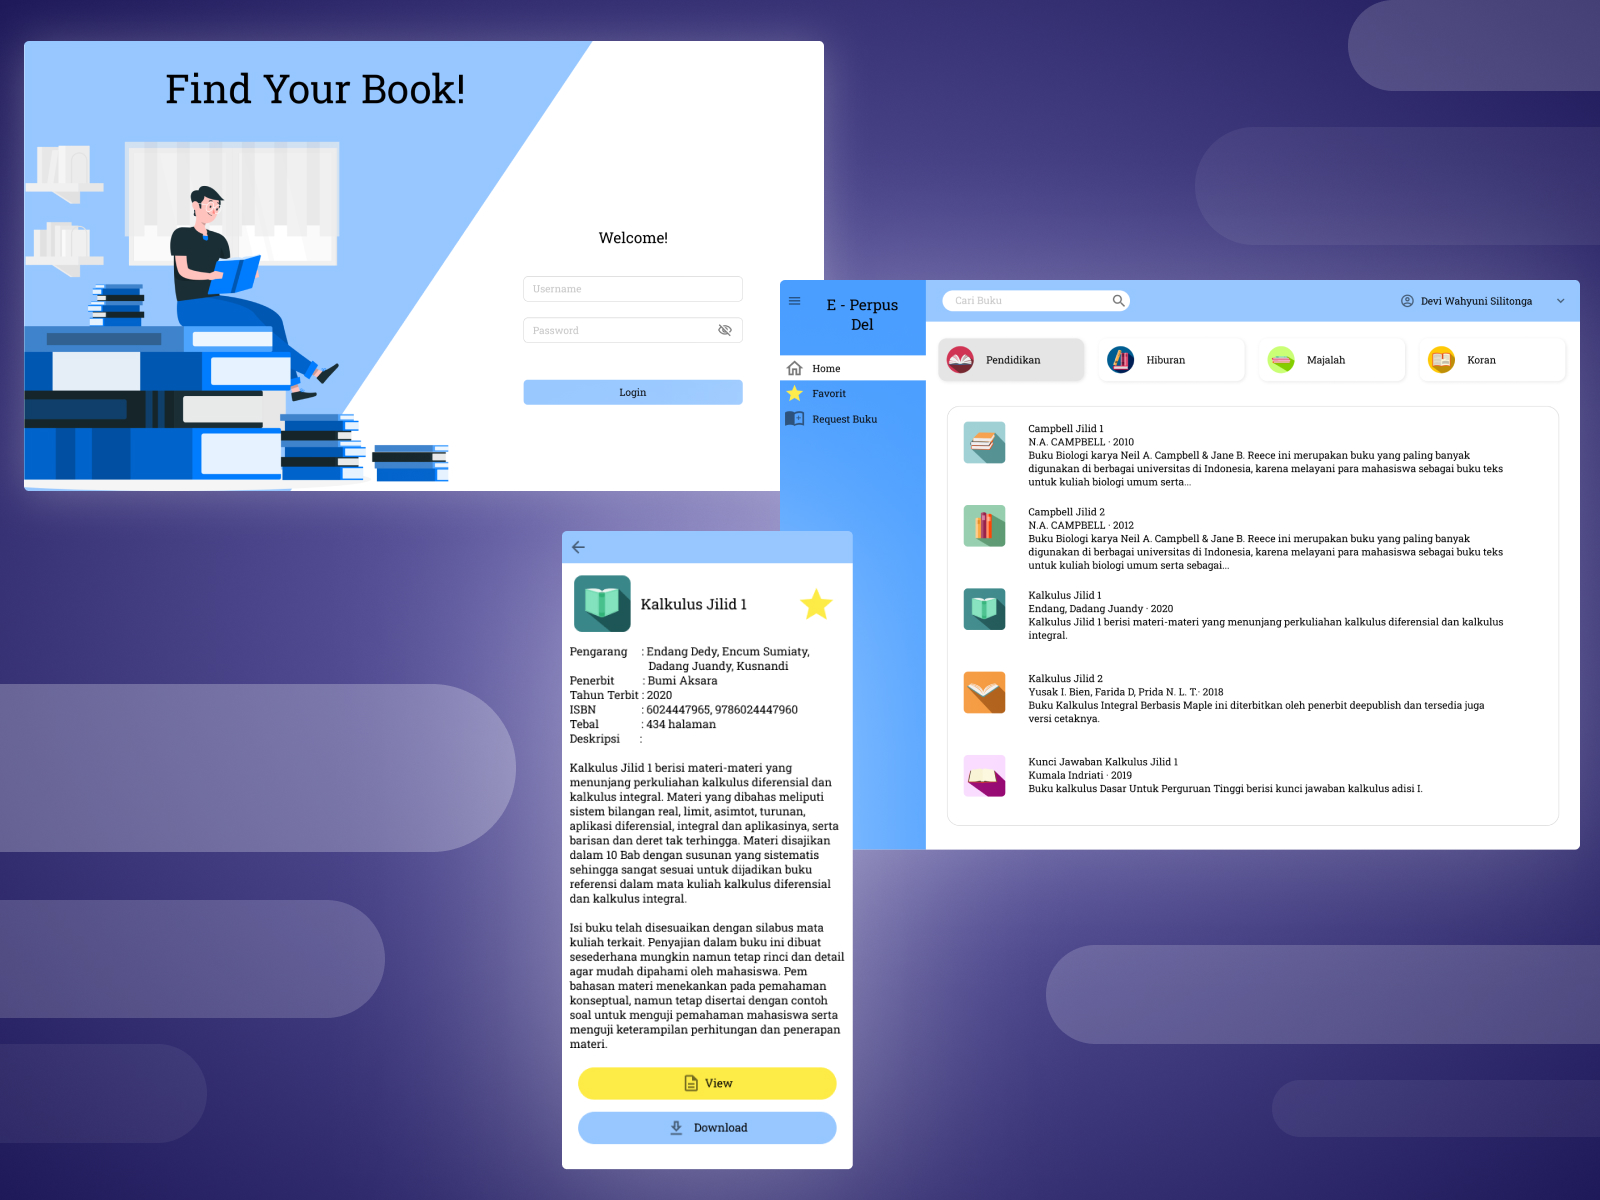 Find Your Book!
Welcome!
Username
Password
Login
E - Perpus
Del
Home
Favorit
Request Buku
Cari Buku
Devi Wahyuni Silitonga
Pendidikan
Hiburan
Majalah
Koran
Campbell Jilid 1
N.A. CAMPBELL · 2010
Buku Biologi karya Neil A. Campbell & Jane B. Reece ini merupakan buku yang paling banyak
digunakan di berbagai universitas di Indonesia, karena melayani para mahasiswa sebagai buku teks
untuk kuliah biologi umum serta...
Campbell Jilid 2
N.A. CAMPBELL · 2012
Buku Biologi karya Neil A. Campbell & Jane B. Reece ini merupakan buku yang paling banyak
digunakan di berbagai universitas di Indonesia, karena melayani para mahasiswa sebagai buku teks
untuk kuliah biologi umum serta sebagai...
Kalkulus Jilid 1
Endang, Dadang Juandy · 2020
Kalkulus Jilid 1 berisi materi-materi yang menunjang perkuliahan kalkulus diferensial dan kalkulus
integral.
Kalkulus Jilid 2
Yusak I. Bien, Farida D, Prida N. L. T.· 2018
Buku Kalkulus Integral Berbasis Maple ini diterbitkan oleh penerbit deepublish dan tersedia juga
versi cetaknya.
Kunci Jawaban Kalkulus Jilid 1
Kumala Indriati · 2019
Buku kalkulus Dasar Untuk Perguruan Tinggi berisi kunci jawaban kalkulus adisi I.
Kalkulus Jilid 1
Pengarang : Endang Dedy, Encum Sumiaty,
Dadang Juandy, Kusnandi
Penerbit : Bumi Aksara
Tahun Terbit : 2020
ISBN : 6024447965, 9786024447960
Tebal : 434 halaman
Deskripsi :
Kalkulus Jilid 1 berisi materi-materi yang
menunjang perkuliahan kalkulus diferensial dan
kalkulus integral. Materi yang dibahas meliputi
sistem bilangan real, limit, asimtot, turunan,
aplikasi diferensial, integral dan aplikasinya, serta
barisan dan deret tak terhingga. Materi disajikan
dalam 10 Bab dengan susunan yang sistematis
sehingga sangat sesuai untuk dijadikan buku
referensi dalam mata kuliah kalkulus diferensial
dan kalkulus integral.
Isi buku telah disesuaikan dengan silabus mata
kuliah terkait. Penyajian dalam buku ini dibuat
sesederhana mungkin namun tetap rinci dan detail
agar mudah dipahami oleh mahasiswa. Pem
bahasan materi menekankan pada pemahaman
konseptual, namun tetap disertai dengan contoh
soal untuk menguji pemahaman mahasiswa serta
menguji keterampilan perhitungan dan penerapan
materi.
View
Download